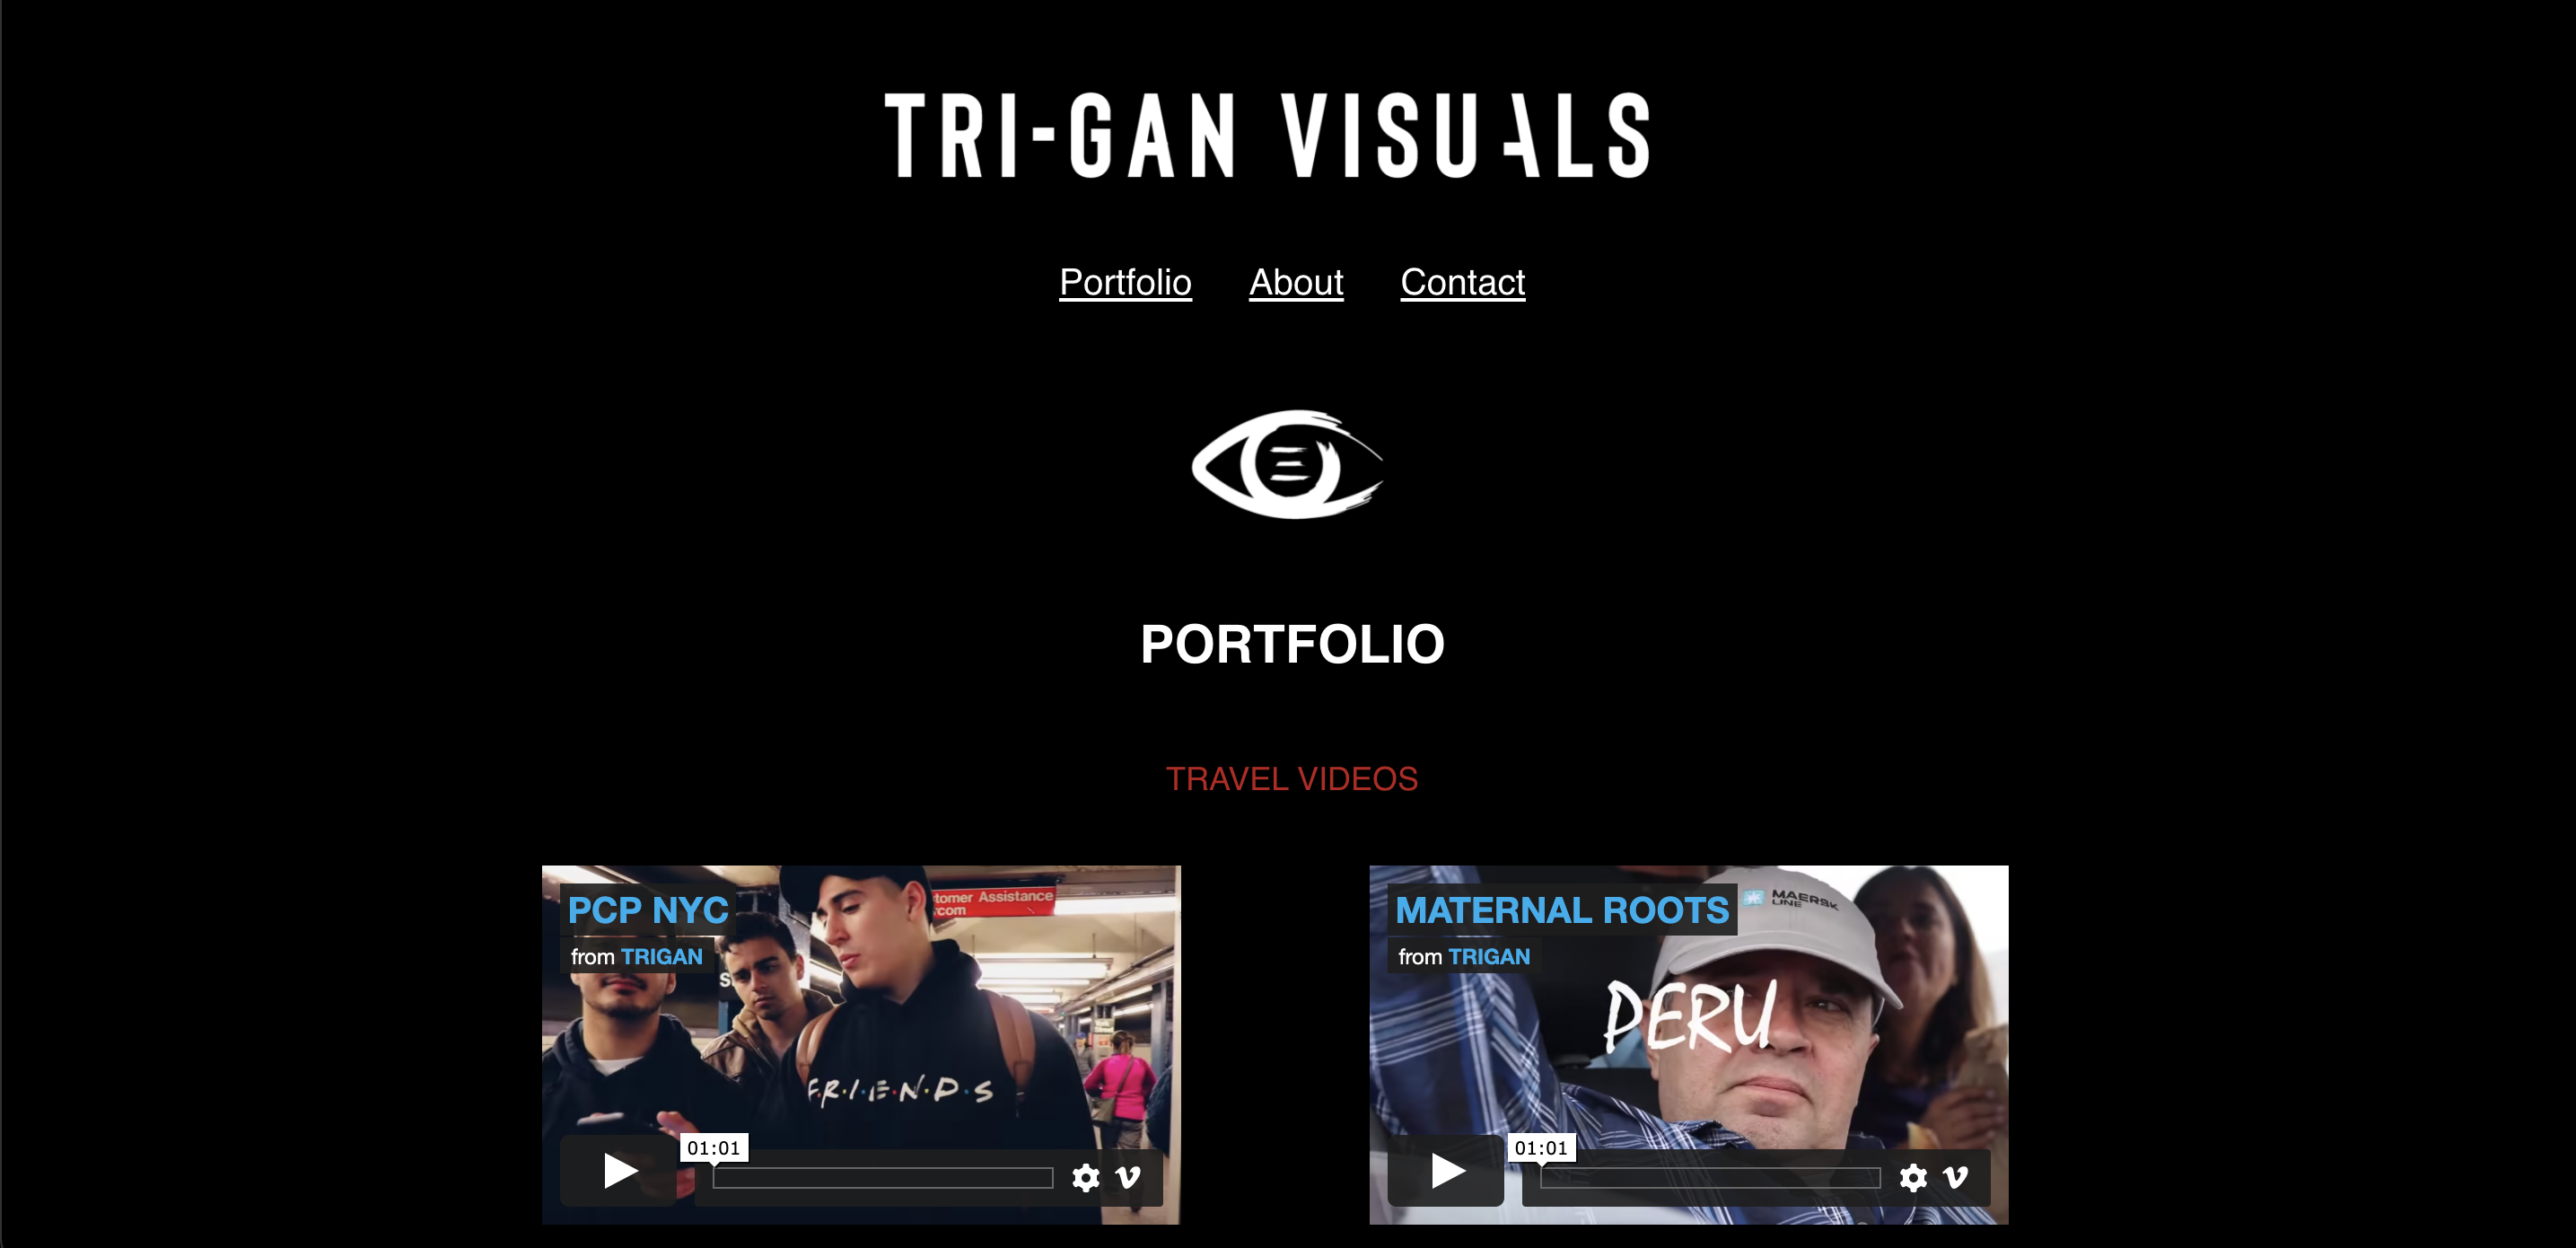 TRI-GAN VISUALS
Portfolio About Contact
PORTFOLIO
TRAVEL VIDEOS
PCP NYC
from TRIGAN
tomer Assistance
com
S
F·R·I·E·N·D·S
01:01
MATERNAL ROOTS
from TRIGAN
MAERSK
LINE
PERU
01:01